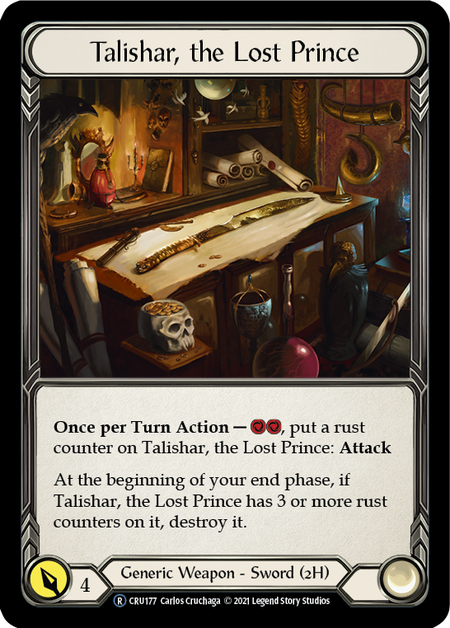 Talishar, the Lost Prince
Once per Turn Action — , put a rust
counter on Talishar, the Lost Prince: Attack
At the beginning of your end phase, if
Talishar, the Lost Prince has 3 or more rust
counters on it, destroy it.
4
Generic Weapon - Sword (2H)
R CRU177 Carlos Cruchaga © 2021 Legend Story Studios